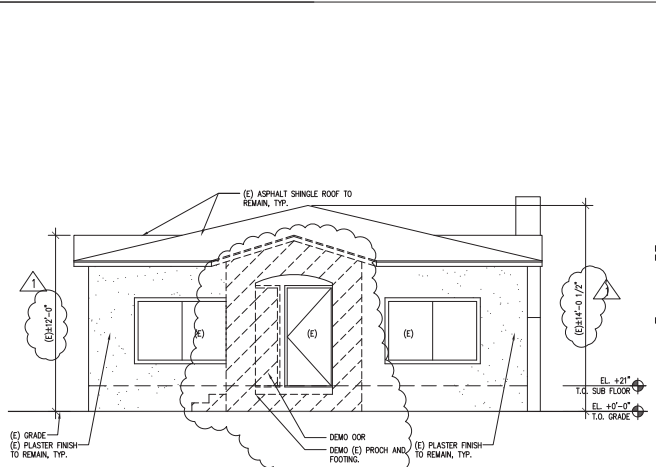 (E) ASPHALT SHINGLE ROOF TO
REMAIN, TYP.
1
(E)±12'-0"
(E)
(E)
(E)
(E)±14'-0 1/2"
EL. +21"
T.O. SUB FLOOR
EL. +0'-0"
T.O. GRADE
(E) GRADE
(E) PLASTER FINISH
TO REMAIN, TYP.
DEMO OOR
DEMO (E) PROCH AND
FOOTING.
(E) PLASTER FINISH
TO REMAIN, TYP.